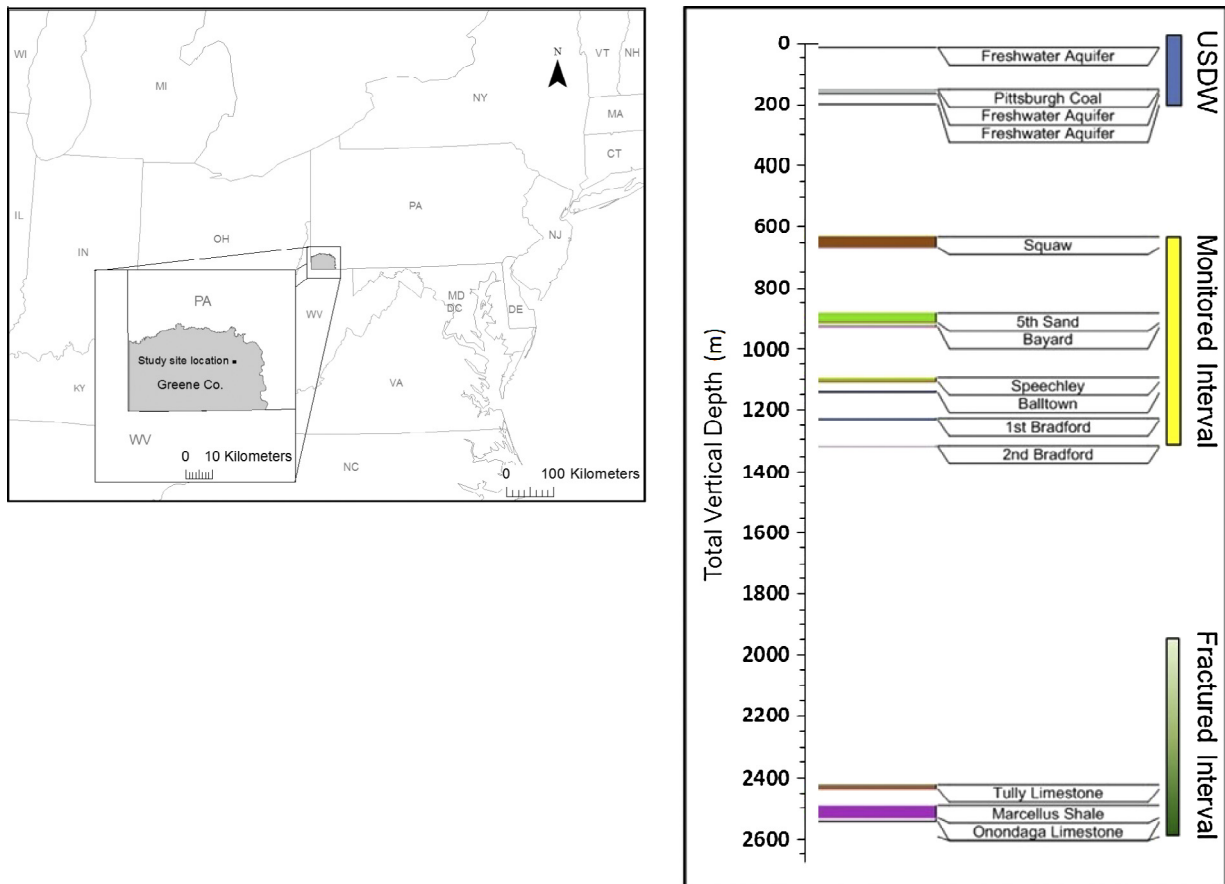 WI
MI
N
VT
NH
NY
MA
CT
IL
IN
OH
PA
NJ
PA
Study site location
Greene Co.
WV
0 10 Kilometers
KY
WV
MD
DC
DE
VA
NC
0 100 Kilometers
Total Vertical Depth (m)
0
200
400
600
800
1000
1200
1400
1600
1800
2000
2200
2400
2600
Freshwater Aquifer
Pittsburgh Coal
Freshwater Aquifer
Freshwater Aquifer
Squaw
5th Sand
Bayard
Speechley
Balltown
1st Bradford
2nd Bradford
Tully Limestone
Marcellus Shale
Onondaga Limestone
USDW
Monitored Interval
Fractured Interval